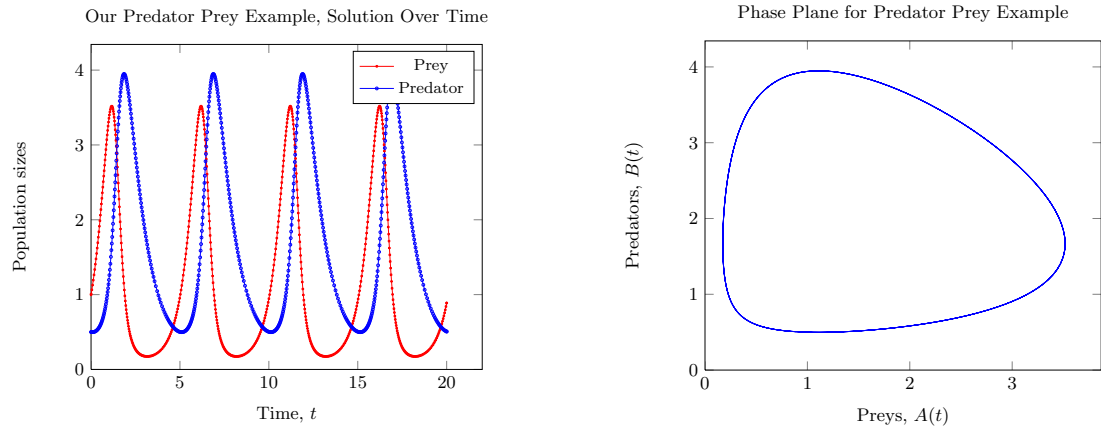 Our Predator Prey Example, Solution Over Time
Prey
Predator
4
3
2
1
0
0
5
10
15
20
Population sizes
Time, t
Phase Plane for Predator Prey Example
4
3
2
1
0
0
1
2
3
Predators, B(t)
Preys, A(t)